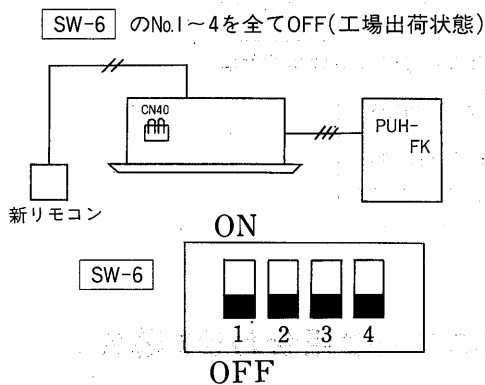 SW-6 のNo.1～4を全てOFF(工場出荷状態)
CN40
PUH-
FK
新リモコン
ON
SW-6
1 2 3 4
OFF